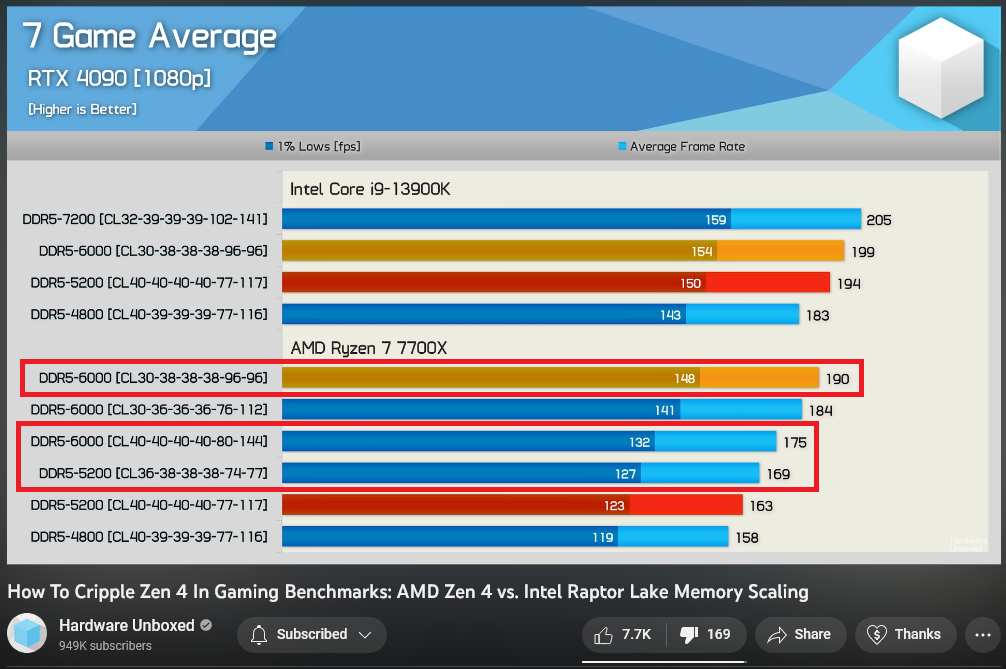 7 Game Average
RTX 4090 [1080p]
[Higher is Better]
1% Lows [fps] Average Frame Rate
Intel Core i9-13900K
DDR5-7200 [CL32-39-39-39-102-141] 159 205
DDR5-6000 [CL30-38-38-38-96-96] 154 199
DDR5-5200 [CL40-40-40-40-77-117] 150 194
DDR5-4800 [CL40-39-39-39-77-116] 143 183
AMD Ryzen 7 7700X
DDR5-6000 [CL30-38-38-38-96-96] 148 190
DDR5-6000 [CL30-36-36-36-76-112] 141 184
DDR5-6000 [CL40-40-40-40-80-144] 132 175
DDR5-5200 [CL36-38-38-38-74-77] 127 169
DDR5-5200 [CL40-40-40-40-77-117] 123 163
DDR5-4800 [CL40-39-39-39-77-116] 119 158
Hardware
Unboxed
How To Cripple Zen 4 In Gaming Benchmarks: AMD Zen 4 vs. Intel Raptor Lake Memory Scaling
Hardware Unboxed
949K subscribers
Subscribed
7.7K
169
Share
Thanks